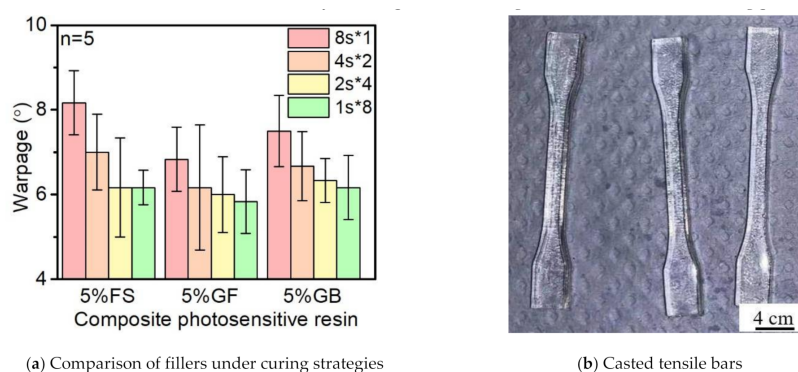 n=5
8s*1
4s*2
2s*4
1s*8
10
8
6
4
Warpage (°)
5%FS 5%GF 5%GB
Composite photosensitive resin
4 cm
(a) Comparison of fillers under curing strategies
(b) Casted tensile bars